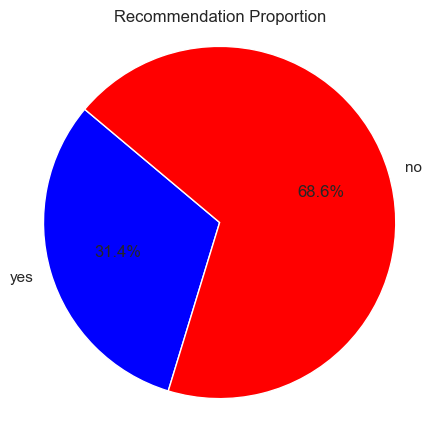 Recommendation Proportion
no
68.6%
31.4%
yes